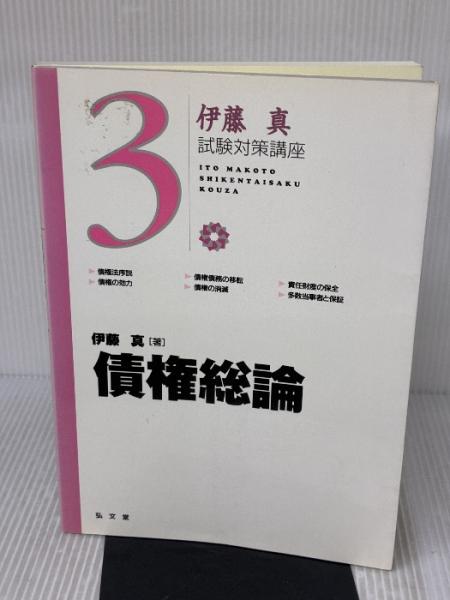 3
伊藤 真
試験対策講座
ITO MAKOTO
SHIKENTAISAKU
KOUZA
▶ 債権法序説
▶ 債権の効力
▶ 債権債務の移転
▶ 債権の消滅
▶ 責任財産の保全
▶ 多数当事者と保証
伊藤 真[著]
債権総論
弘文堂